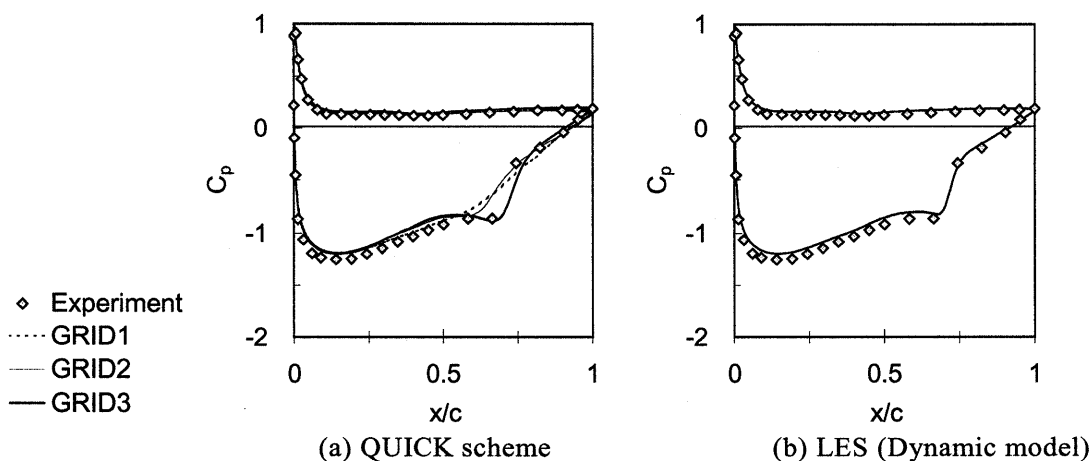 1
0
-1
-2
Cp
0
0.5
1
x/c
(a) QUICK scheme
1
0
-1
-2
Cp
0
0.5
1
x/c
(b) LES (Dynamic model)
Experiment
GRID1
GRID2
GRID3